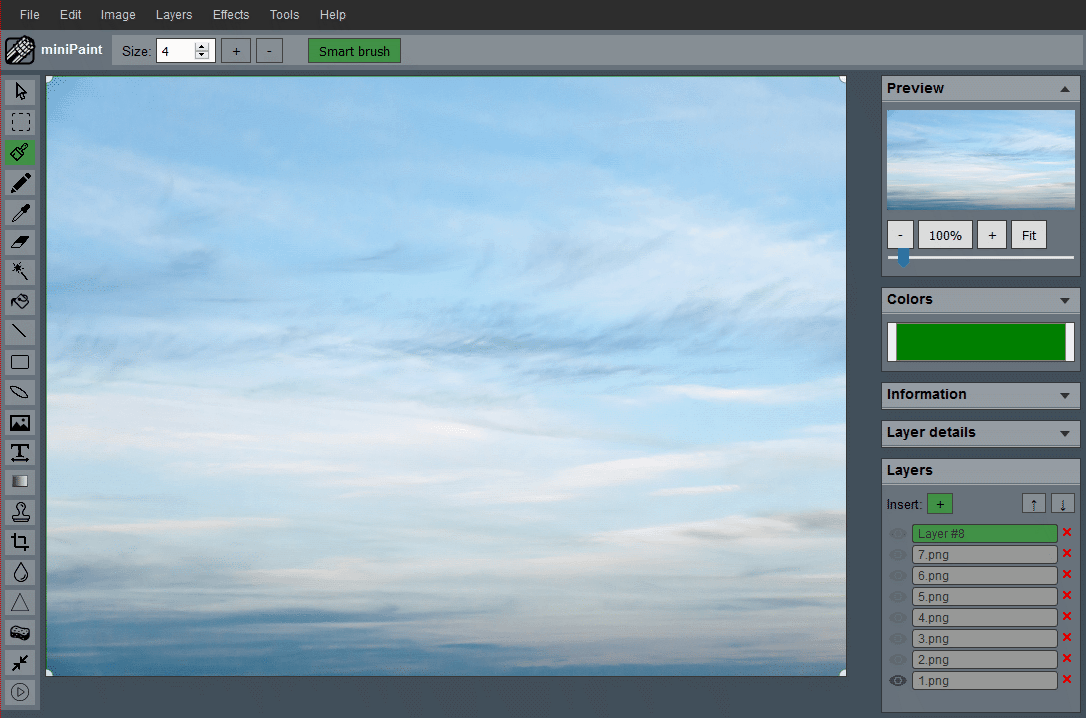 File Edit Image Layers Effects Tools Help
miniPaint Size: 4 + - Smart brush
Preview
- 100% + Fit
Colors
Information
Layer details
Layers
Insert: + ↑ ↓
Layer #8
7.png
6.png
5.png
4.png
3.png
2.png
1.png